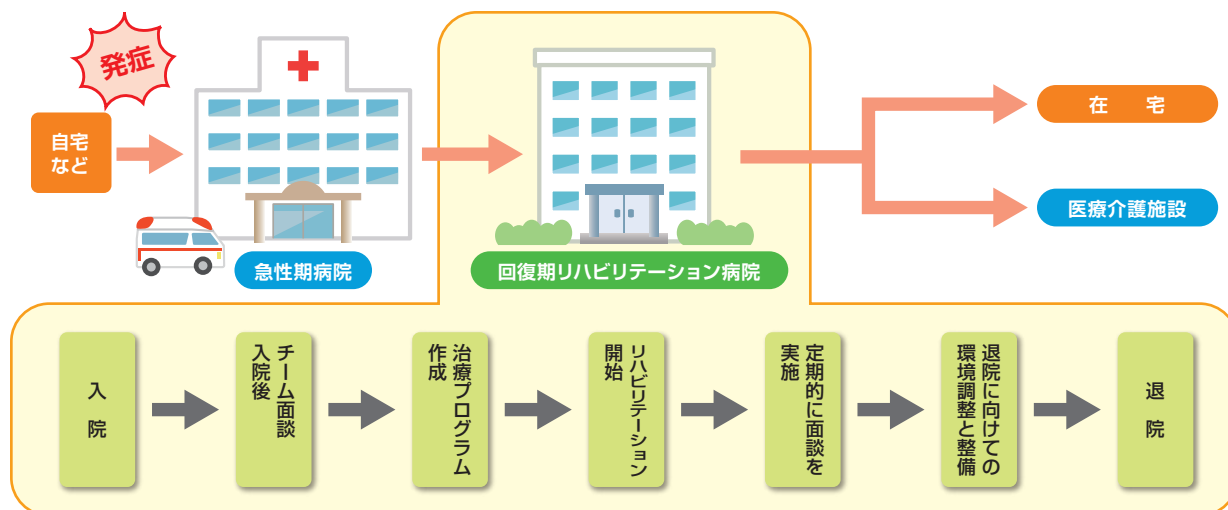 発症
自宅
など
急性期病院
回復期リハビリテーション病院
在　宅
医療介護施設
入院
入院後
チーム面談
治療プログラム
作成
リハビリテーション
開始
定期的に面談を
実施
退院に向けての
環境調整と整備
退院